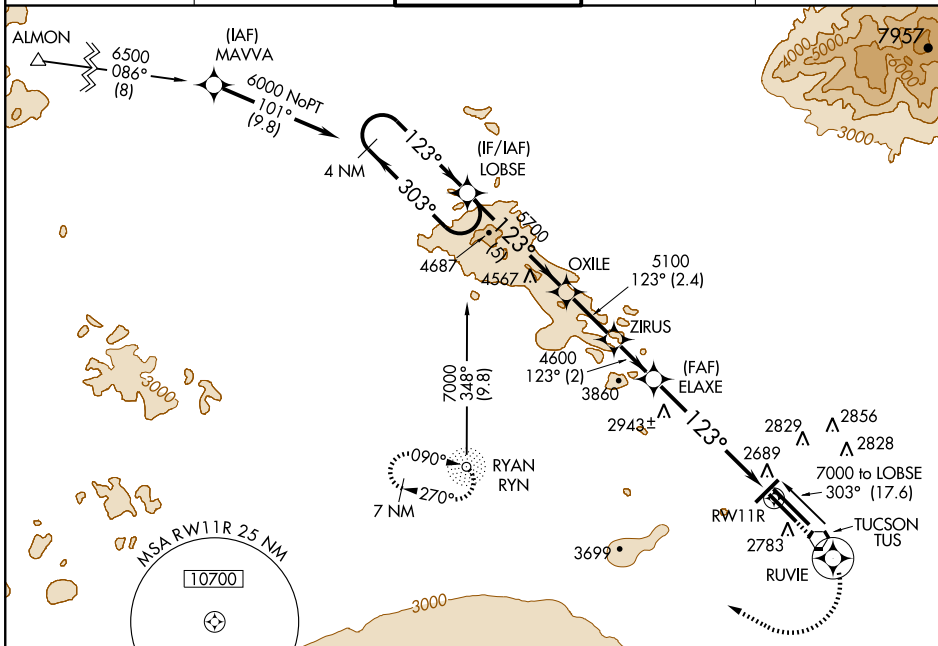 ALMON
6500
086°
(8)
(IAF)
MAVVA
6000 NoPT
101°
(9.8)
7957
4000
5000
6000
3000
4 NM
123°
303°
(IF/IAF)
LOBSE
5700
123°
(5)
4687
4567
OXILE
5100
123° (2.4)
ZIRUS
4600
123° (2)
(FAF)
ELAXE
3860
2943±
123°
3000
7000
348°
(9.8)
090°
270°
7 NM
RYAN
RYN
2829
2856
2828
2689
7000 to LOBSE
303° (17.6)
RW11R
TUCSON
TUS
2783
RUVIE
3699
MSA RW11R 25 NM
10700
3000